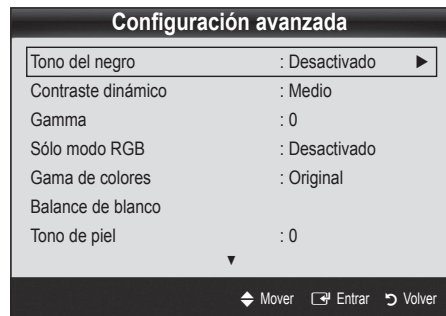 Configuración avanzada
Tono del negro : Desactivado ►
Contraste dinámico : Medio
Gamma : 0
Sólo modo RGB : Desactivado
Gama de colores : Original
Balance de blanco
Tono de piel : 0
▼
Mover Entrar Volver